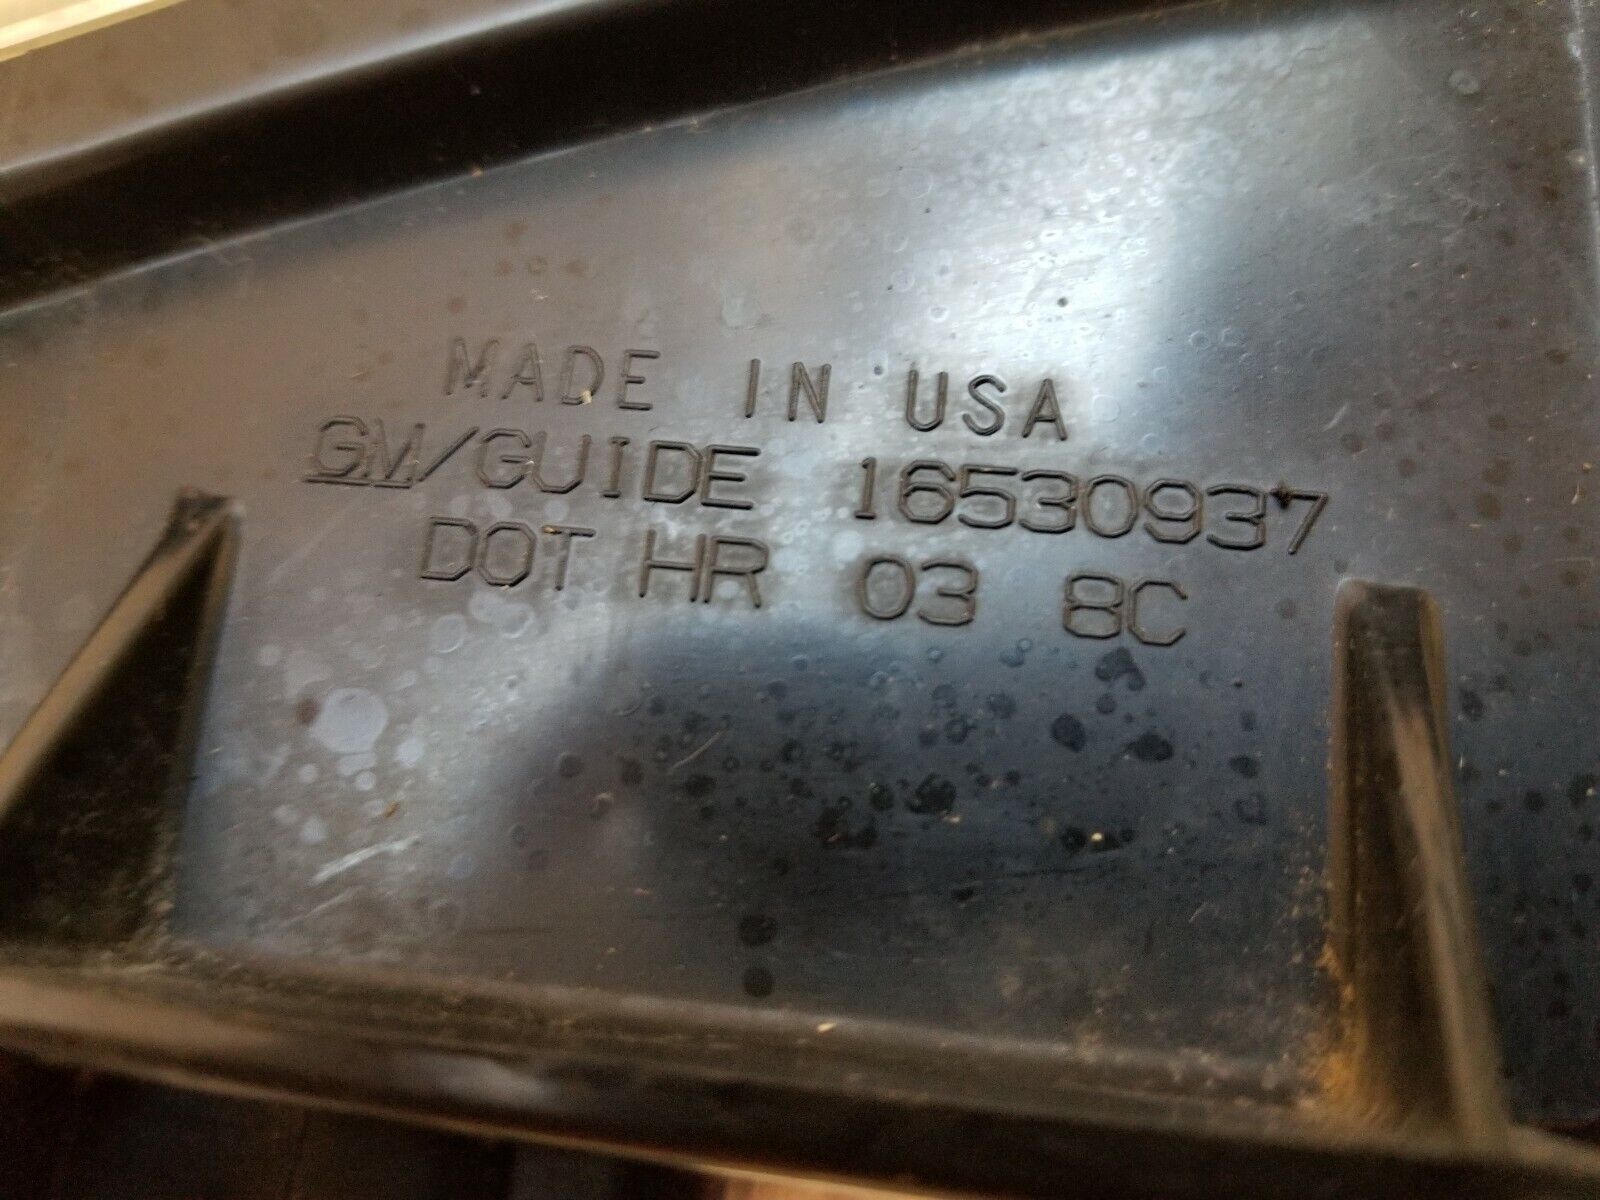 MADE IN USA
GM/GUIDE 16530937
DOT HR 03 8C